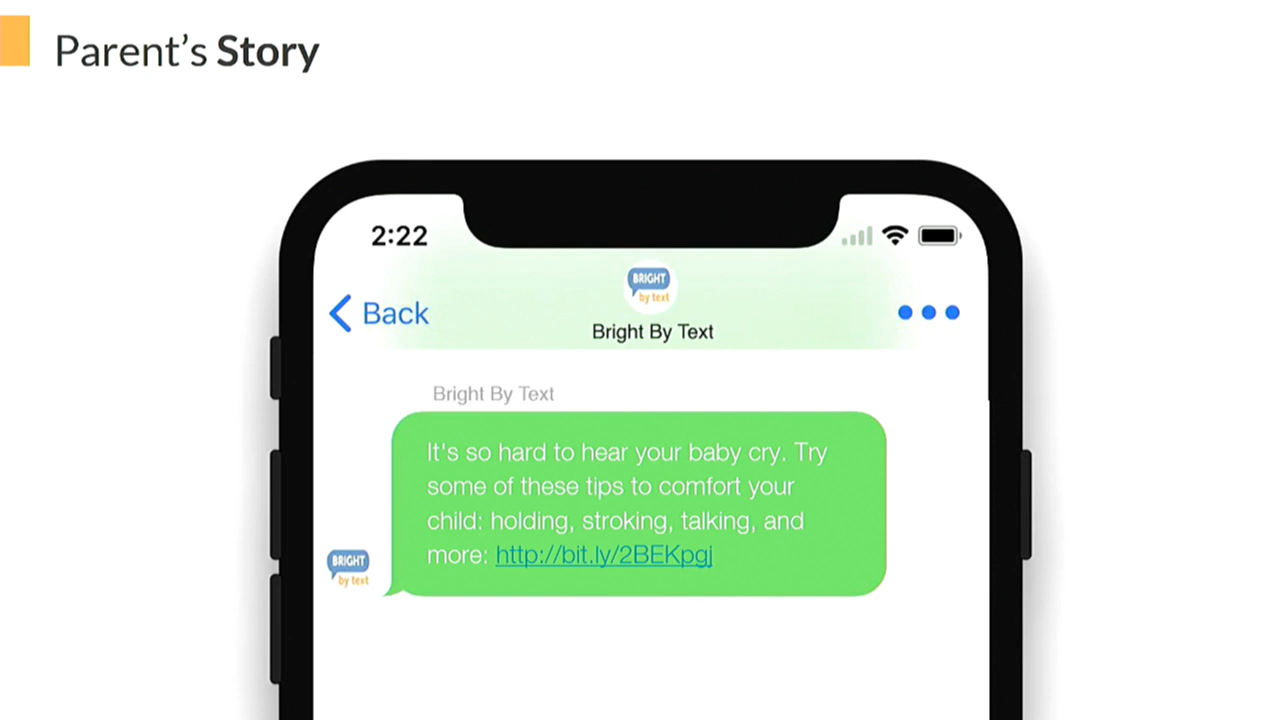 Parent's Story
2:22
BRIGHT
by text
Back
Bright By Text
Bright By Text
It's so hard to hear your baby cry. Try
some of these tips to comfort your
child: holding, stroking, talking, and
more: http://bit.ly/2BEKpgj
BRIGHT
by text